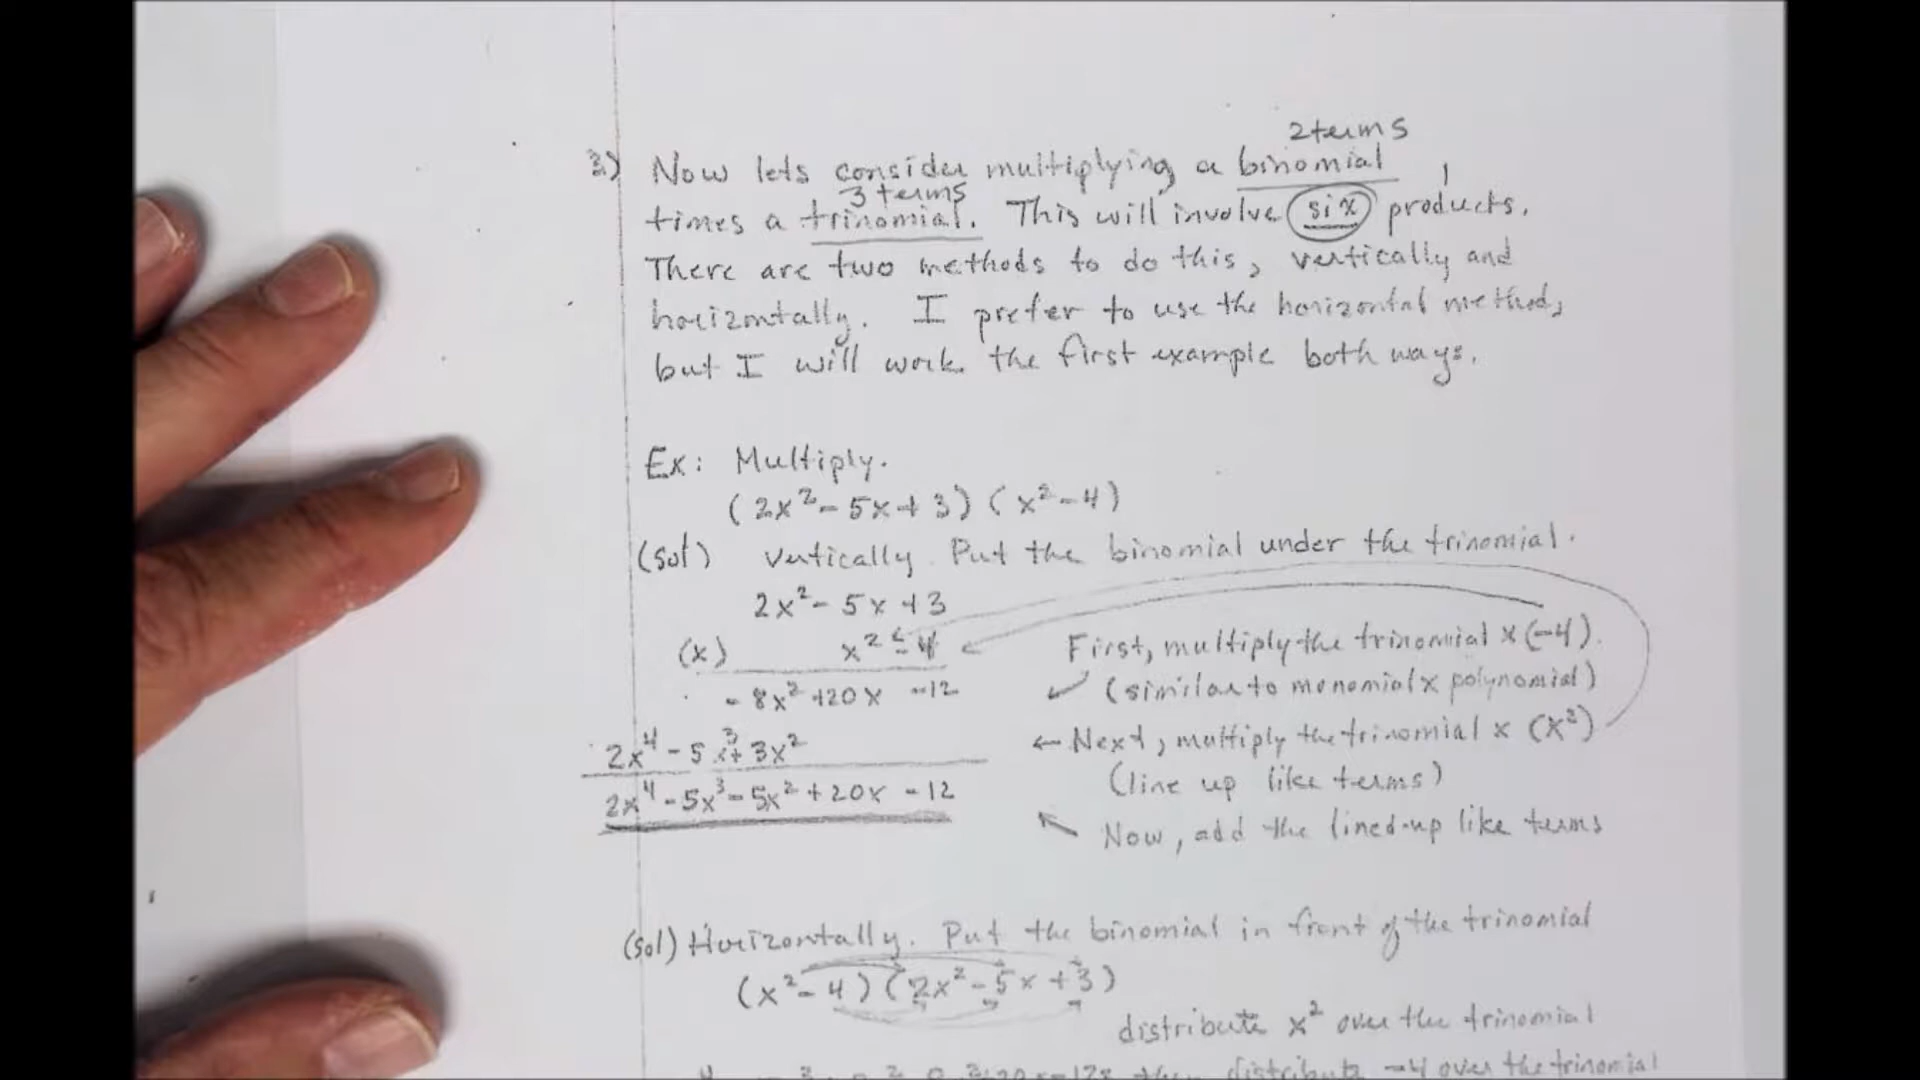 2 terms
3) Now lets consider multiplying a binomial
3 terms
times a trinomial. This will involve six products.
There are two methods to do this, vertically and
horizontally. I prefer to use the horizontal method,
but I will work the first example both ways.
Ex: Multiply.
(2x²-5x+3)(x²-4)
(sol) Vertically. Put the binomial under the trinomial.
2x²-5x+3
(x) x²-4 First, multiply the trinomial x (-4).
-8x²+20x-12 (similar to monomial x polynomial)
2x⁴-5x³+3x² ← Next, multiply the trinomial x (x²)
(line up like terms)
2x⁴-5x³-5x²+20x-12
Now, add the lined-up like terms
(sol) Horizontally. Put the binomial in front of the trinomial
(x²-4)(2x²-5x+3)
distribute x² over the trinomial
then distribute -4 over the trinomial